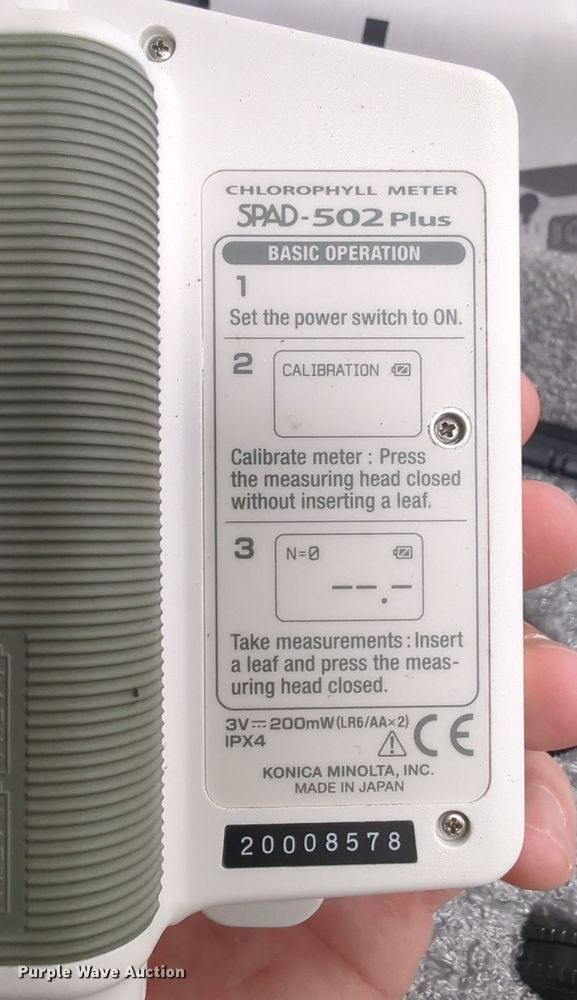 CHLOROPHYLL METER
SPAD-502 Plus
BASIC OPERATION
1
Set the power switch to ON.
2
CALIBRATION
Calibrate meter : Press
the measuring head closed
without inserting a leaf.
3
N=0
--.-
Take measurements : Insert
a leaf and press the meas-
uring head closed.
3V⎓200mW(LR6/AA×2)
IPX4
CE
KONICA MINOLTA, INC.
MADE IN JAPAN
20008578
Purple Wave Auction